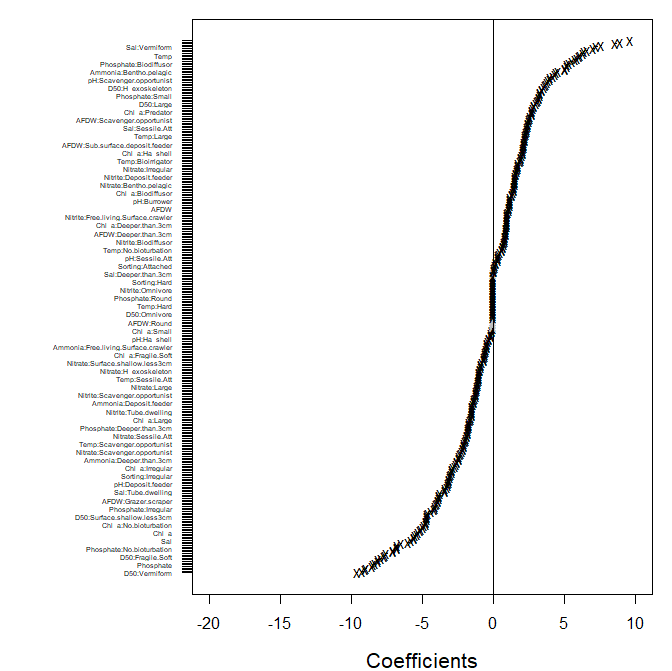 Sal:Vermiform
Temp
Phosphate:Biodiffusor
Ammonia:Bentho.pelagic
pH:Scavenger.opportunist
D50:H_exoskeleton
Phosphate:Small
D50:Large
Chl_a:Predator
AFDW:Scavenger.opportunist
Sal:Sessile.Att
Temp:Large
AFDW:Sub.surface.deposit.feeder
Chl_a:Ha_shell
Temp:Bioirrigator
Nitrate:Irregular
Nitrite:Deposit.feeder
Nitrate:Bentho.pelagic
Chl_a:Biodiffusor
pH:Burrower
AFDW
Nitrite:Free.living.Surface.crawler
Chl_a:Deeper.than.3cm
AFDW:Deeper.than.3cm
Nitrite:Biodiffusor
Temp:No.bioturbation
pH:Sessile.Att
Sorting:Attached
Sal:Deeper.than.3cm
Sorting:Hard
Nitrite:Omnivore
Phosphate:Round
Temp:Hard
D50:Omnivore
AFDW:Round
Chl_a:Small
pH:Ha_shell
Ammonia:Free.living.Surface.crawler
Chl_a:Fragile.Soft
Nitrate:Surface.shallow.less3cm
Nitrate:H_exoskeleton
Temp:Sessile.Att
Nitrate:Large
Nitrite:Scavenger.opportunist
Ammonia:Deposit.feeder
Nitrite:Tube.dwelling
Chl_a:Large
Phosphate:Deeper.than.3cm
Nitrate:Sessile.Att
Temp:Scavenger.opportunist
Nitrate:Scavenger.opportunist
Ammonia:Deeper.than.3cm
Chl_a:Irregular
Sorting:Irregular
pH:Deposit.feeder
Sal:Tube.dwelling
AFDW:Grazer.scraper
Phosphate:Irregular
D50:Surface.shallow.less3cm
Chl_a:No.bioturbation
Chl_a
Sal
Phosphate:No.bioturbation
D50:Fragile.Soft
Phosphate
D50:Vermiform
-20 -15 -10 -5 0 5 10
Coefficients